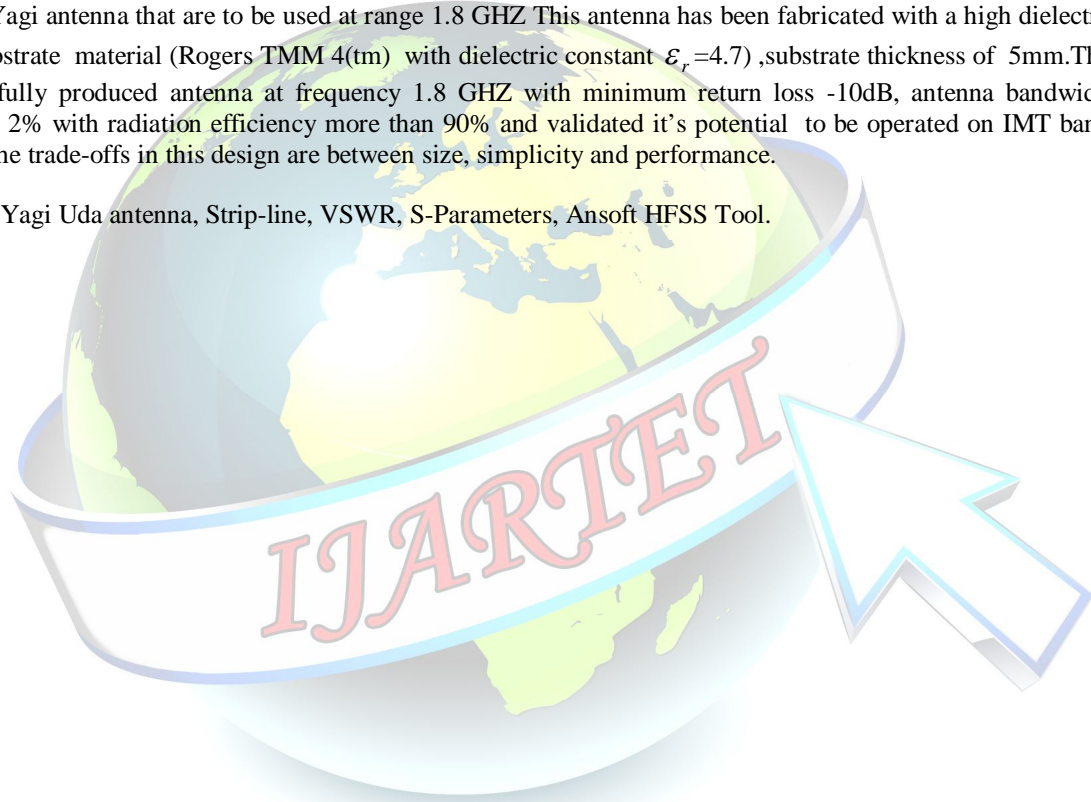 Yagi antenna that are to be used at range 1.8 GHZ This antenna has been fabricated with a high dielect
strate material (Rogers TMM 4(tm) with dielectric constant ε_r =4.7) ,substrate thickness of 5mm.Th
fully produced antenna at frequency 1.8 GHZ with minimum return loss -10dB, antenna bandwid
2% with radiation efficiency more than 90% and validated it’s potential to be operated on IMT ban
ne trade-offs in this design are between size, simplicity and performance.
Yagi Uda antenna, Strip-line, VSWR, S-Parameters, Ansoft HFSS Tool.
IJARTET